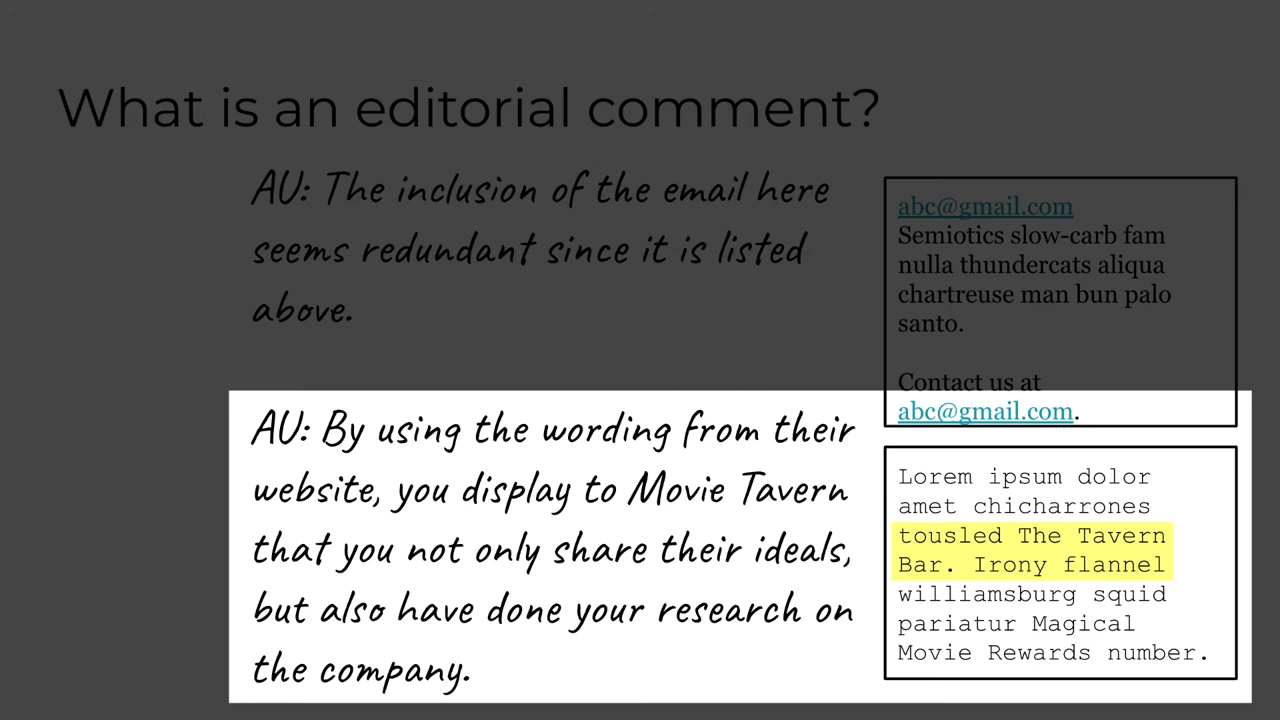 What is an editorial comment?
AU: The inclusion of the email here
seems redundant since it is listed
above.
abc@gmail.com
Semiotics slow-carb fam
nulla thundercats aliqua
chartreuse man bun palo
santo.
Contact us at
abc@gmail.com.
AU: By using the wording from their
website, you display to Movie Tavern
that you not only share their ideals,
but also have done your research on
the company.
Lorem ipsum dolor
amet chicharrones
tousled The Tavern
Bar. Irony flannel
williamsburg squid
pariatur Magical
Movie Rewards number.